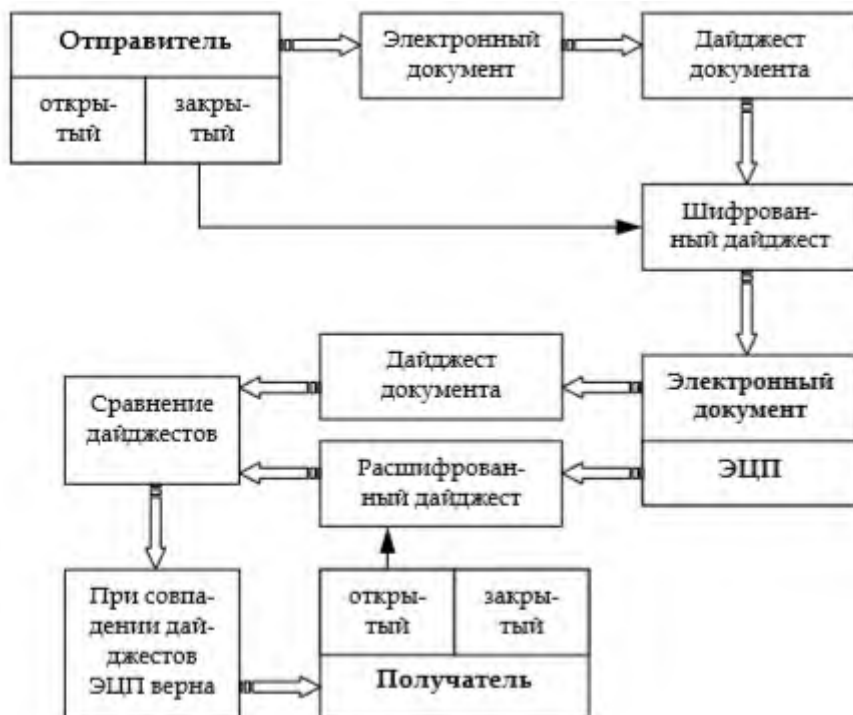 Отправитель
откры-
тый
закры-
тый
Электронный
документ
Дайджест
документа
Шифрован-
ный дайджест
Электронный
документ
ЭЦП
Дайджест
документа
Расшифрован-
ный дайджест
Сравнение
дайджестов
При совпа-
дении дай-
джестов
ЭЦП верна
откры-
тый
закры-
тый
Получатель